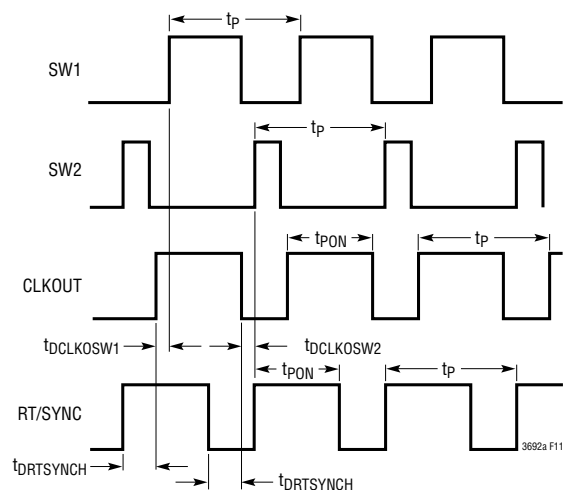 tP
SW1
tP
SW2
tPON
tP
CLKOUT
tDCLKOSW1
tDCLKOSW2
tPON
tP
RT/SYNC
3692a F11
tDRTSYNCH
tDRTSYNCH